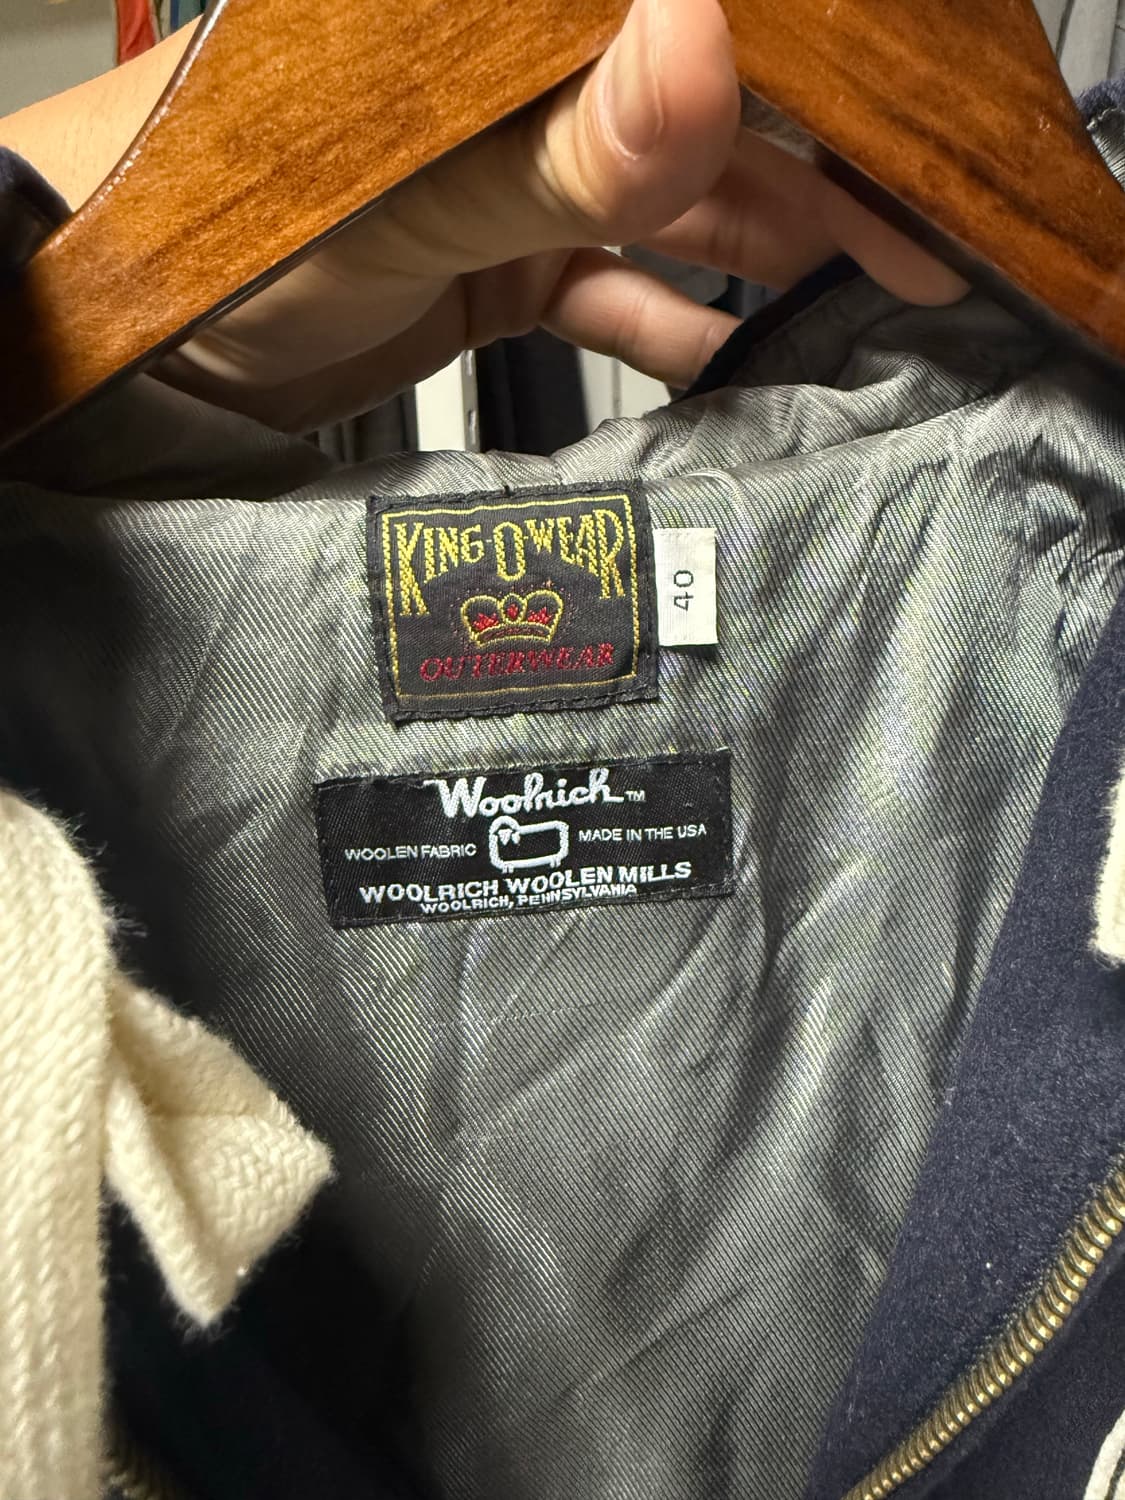 KING-O-WEAR
OUTERWEAR
40
Woolrich™
WOOLEN FABRIC MADE IN THE USA
WOOLRICH WOOLEN MILLS
WOOLRICH, PENNSYLVANIA